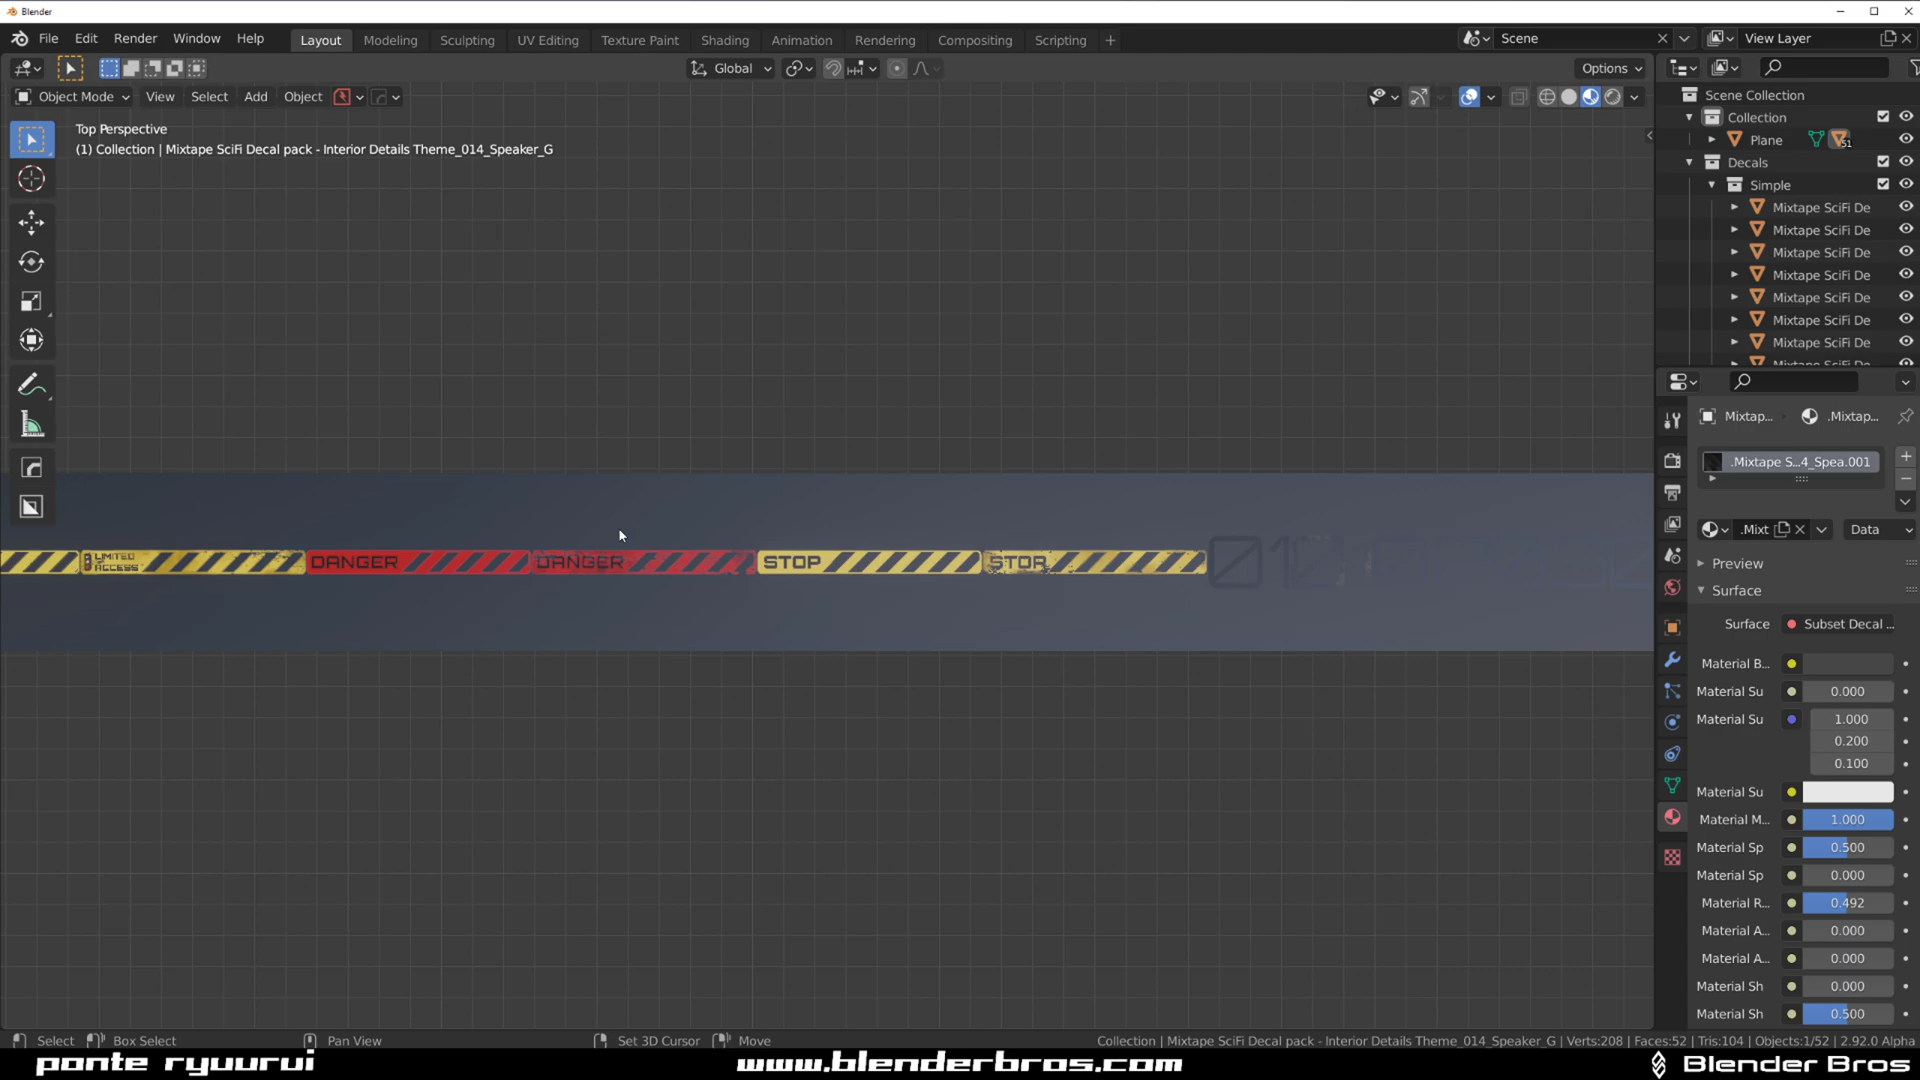 Blender
File Edit Render Window Help Layout Modeling Sculpting UV Editing Texture Paint Shading Animation Rendering Compositing Scripting + Scene View Layer
Global Options
Object Mode View Select Add Object
Top Perspective
(1) Collection | Mixtape SciFi Decal pack - Interior Details Theme_014_Speaker_G
LIMITED ACCESS DANGER DANGER STOP STOP
Scene Collection
Collection
Plane 51
Decals
Simple
Mixtape SciFi De
Mixtape SciFi De
Mixtape SciFi De
Mixtape SciFi De
Mixtape SciFi De
Mixtape SciFi De
Mixtape SciFi De
Mixtape SciFi De
Mixtap... .Mixtap...
.Mixtape S...4_Spea.001
.Mixt Data
Preview
Surface
Surface Subset Decal ...
Material B...
Material Su 0.000
Material Su 1.000
0.200
0.100
Material Su
Material M... 1.000
Material Sp 0.500
Material Sp 0.000
Material R... 0.492
Material A... 0.000
Material A... 0.000
Material Sh 0.000
Material Sh 0.500
Select Box Select Pan View Set 3D Cursor Move Collection | Mixtape SciFi Decal pack - Interior Details Theme_014_Speaker_G | Verts:208 | Faces:52 | Tris:104 | Objects:1/52 | 2.92.0 Alpha
ponte ryuurui www.blenderbros.com Blender Bros